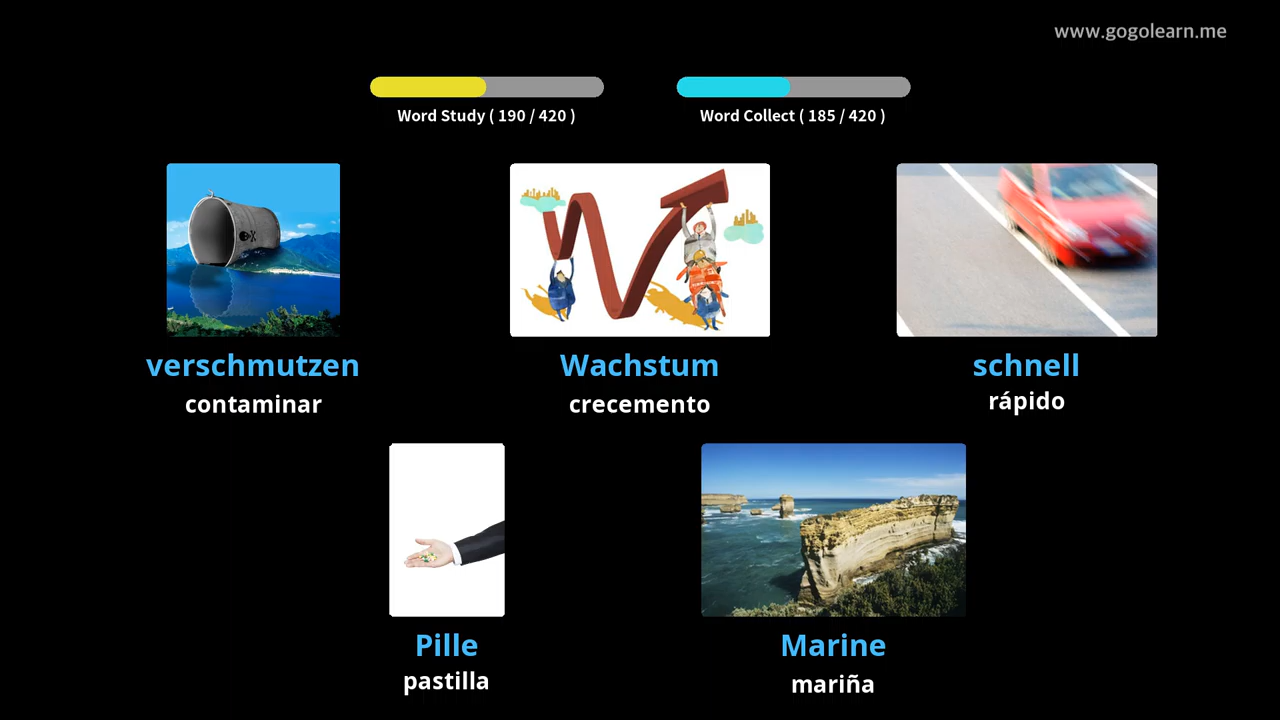 www.gogolearn.me
Word Study ( 190 / 420 )
Word Collect ( 185 / 420 )
verschmutzen
contaminar
Wachstum
crecemento
schnell
rápido
Pille
pastilla
Marine
mariña